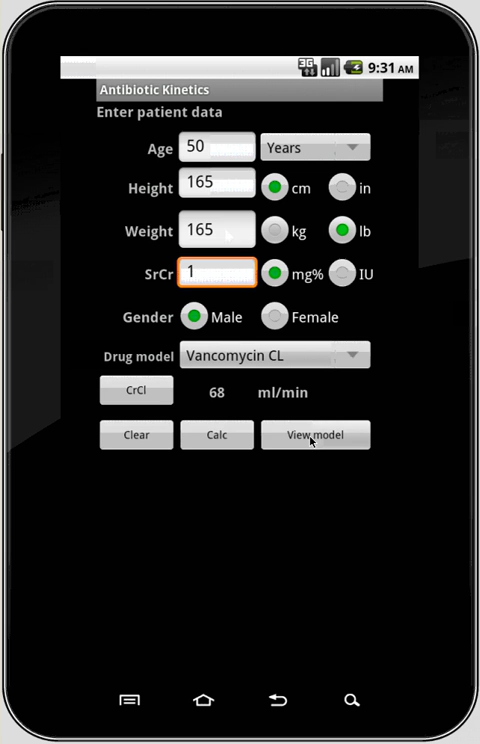 3G 9:31 AM
Antibiotic Kinetics
Enter patient data
Age 50 Years
Height 165 cm in
Weight 165 kg lb
SrCr 1 mg% IU
Gender Male Female
Drug model Vancomycin CL
CrCl 68 ml/min
Clear Calc View model